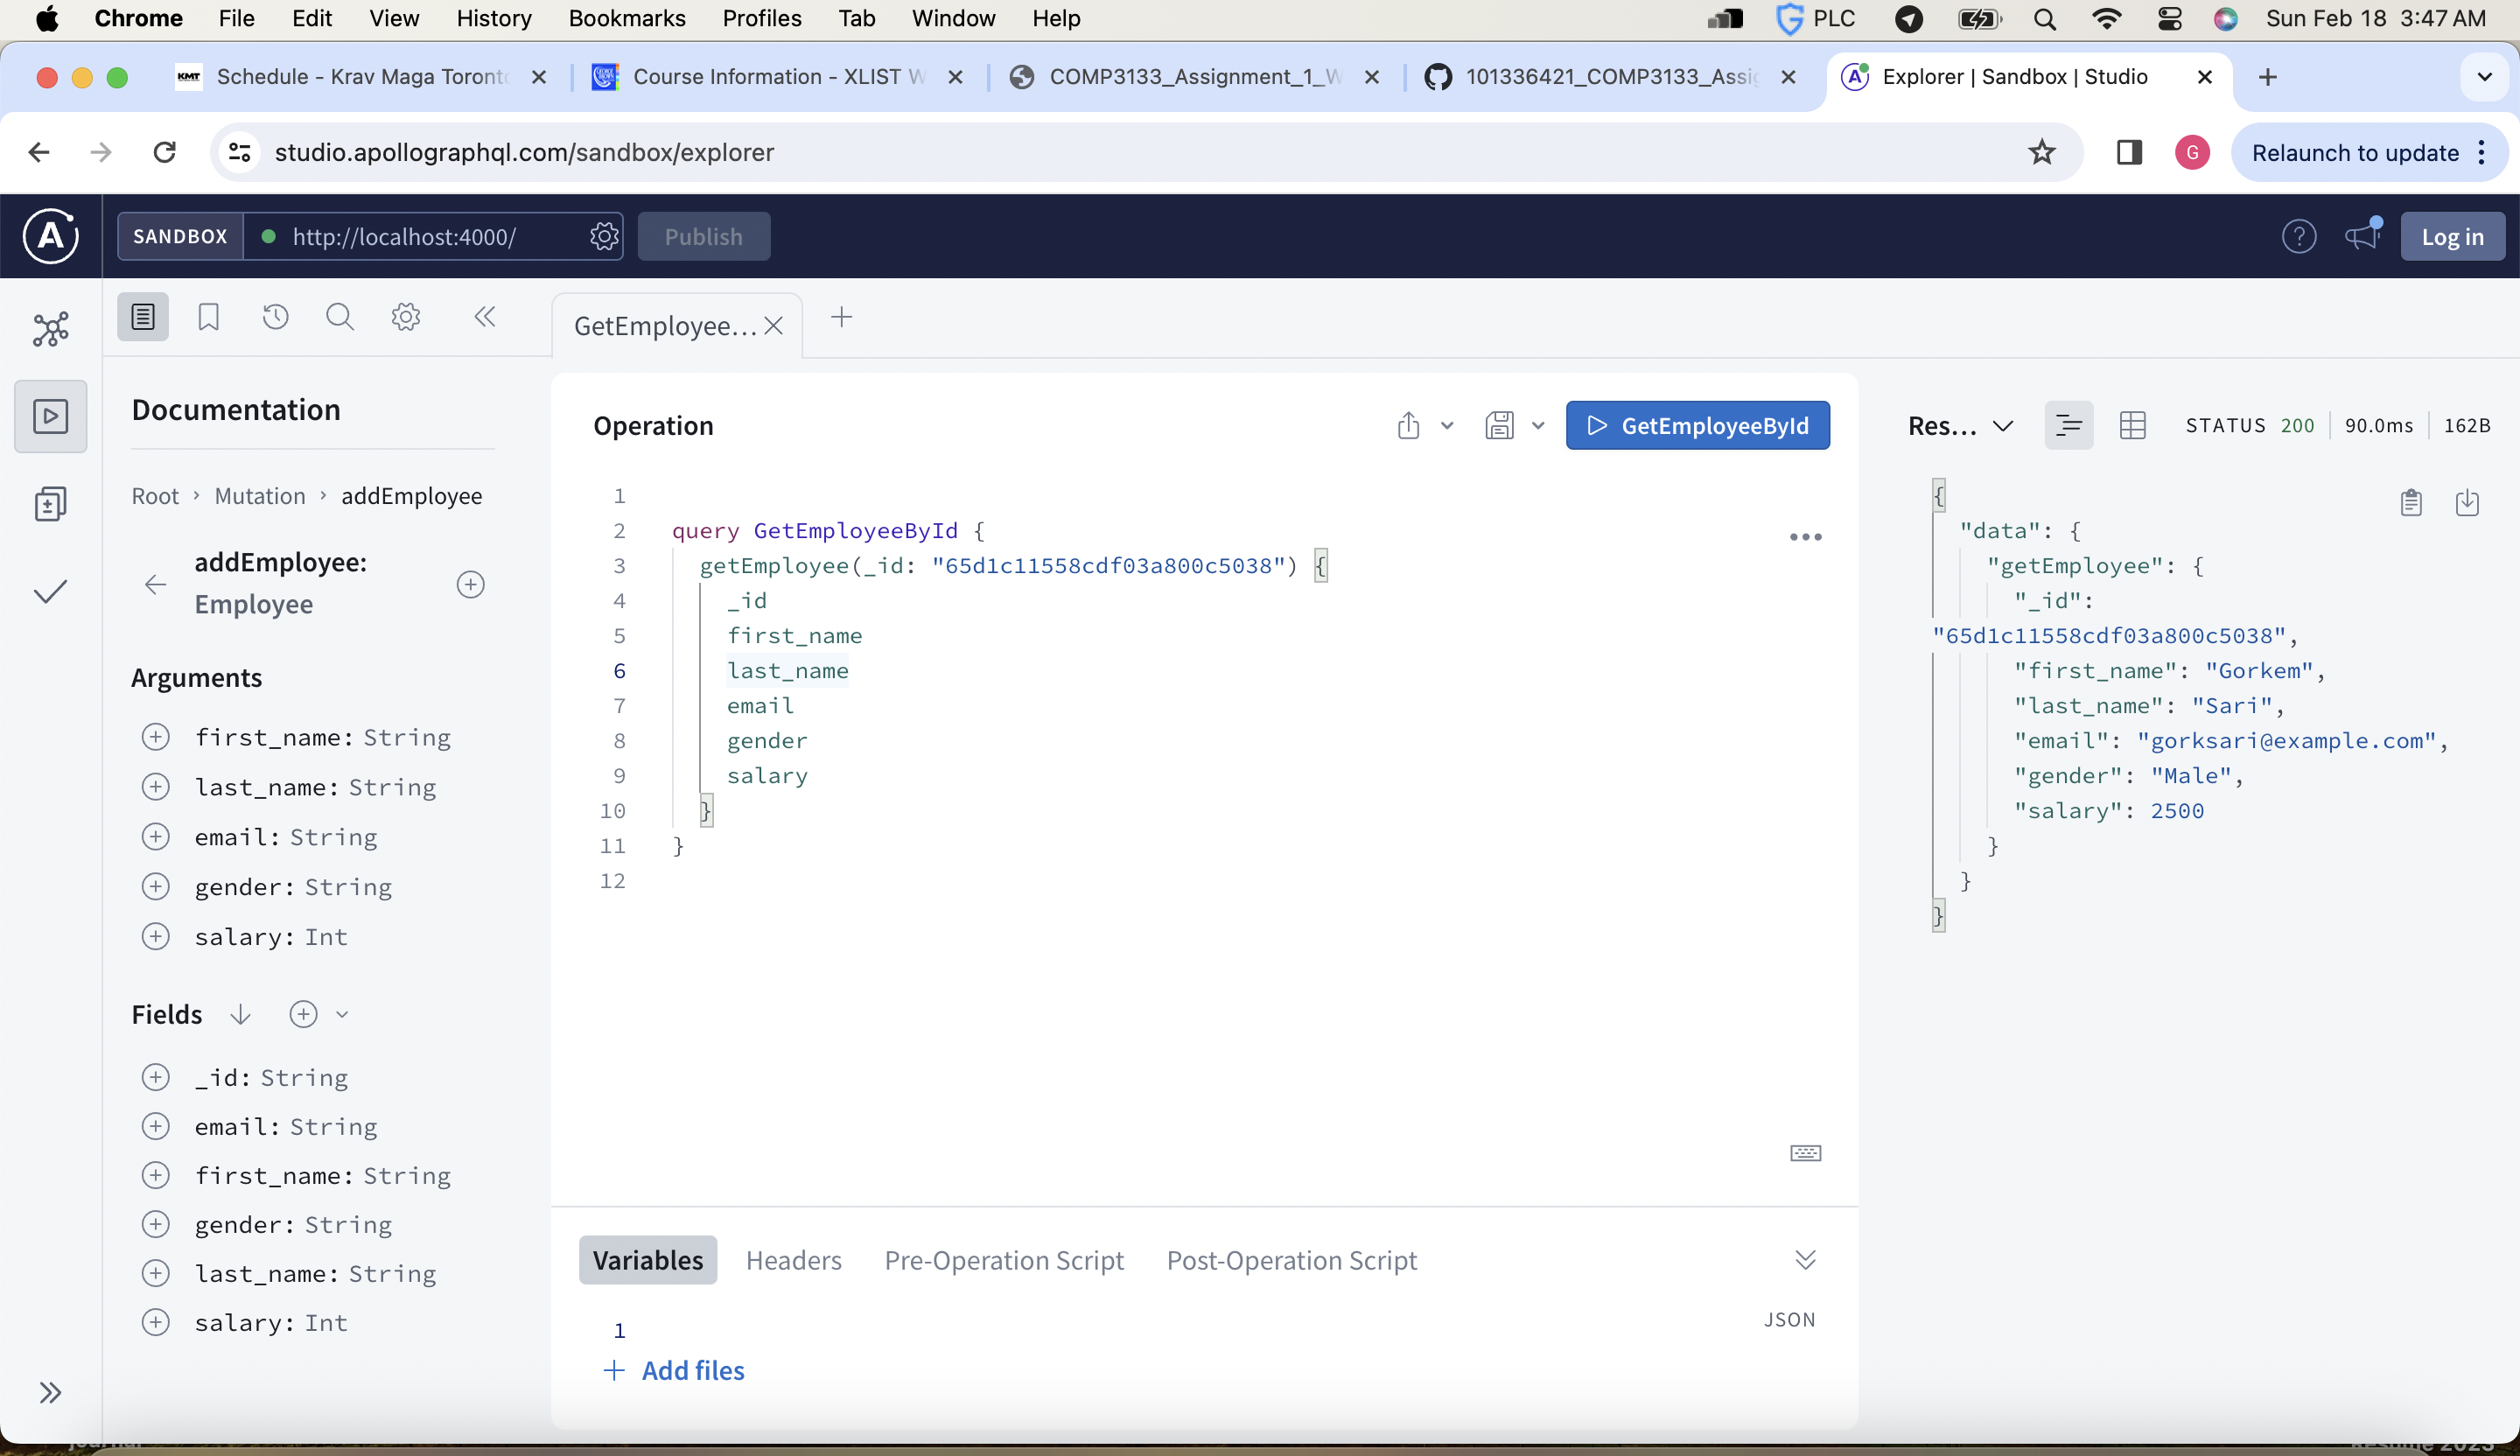 Chrome File Edit View History Bookmarks Profiles Tab Window Help PLC Sun Feb 18 3:47 AM
KMT Schedule - Krav Maga Toronto Course Information - XLIST W COMP3133_Assignment_1_W 101336421_COMP3133_Assig Explorer | Sandbox | Studio
studio.apollographql.com/sandbox/explorer G Relaunch to update
SANDBOX http://localhost:4000/ Publish ? Log in
GetEmployee...
Documentation
Root › Mutation › addEmployee
addEmployee:
Employee
Arguments
first_name: String
last_name: String
email: String
gender: String
salary: Int
Fields
_id: String
email: String
first_name: String
gender: String
last_name: String
salary: Int
Operation GetEmployeeById
1
2 query GetEmployeeById {
3 getEmployee(_id: "65d1c11558cdf03a800c5038") {
4 _id
5 first_name
6 last_name
7 email
8 gender
9 salary
10 }
11 }
12
Variables Headers Pre-Operation Script Post-Operation Script
JSON
1
+ Add files
Res... STATUS 200 90.0ms 162B
{
"data": {
"getEmployee": {
"_id":
"65d1c11558cdf03a800c5038",
"first_name": "Gorkem",
"last_name": "Sari",
"email": "gorksari@example.com",
"gender": "Male",
"salary": 2500
}
}
}